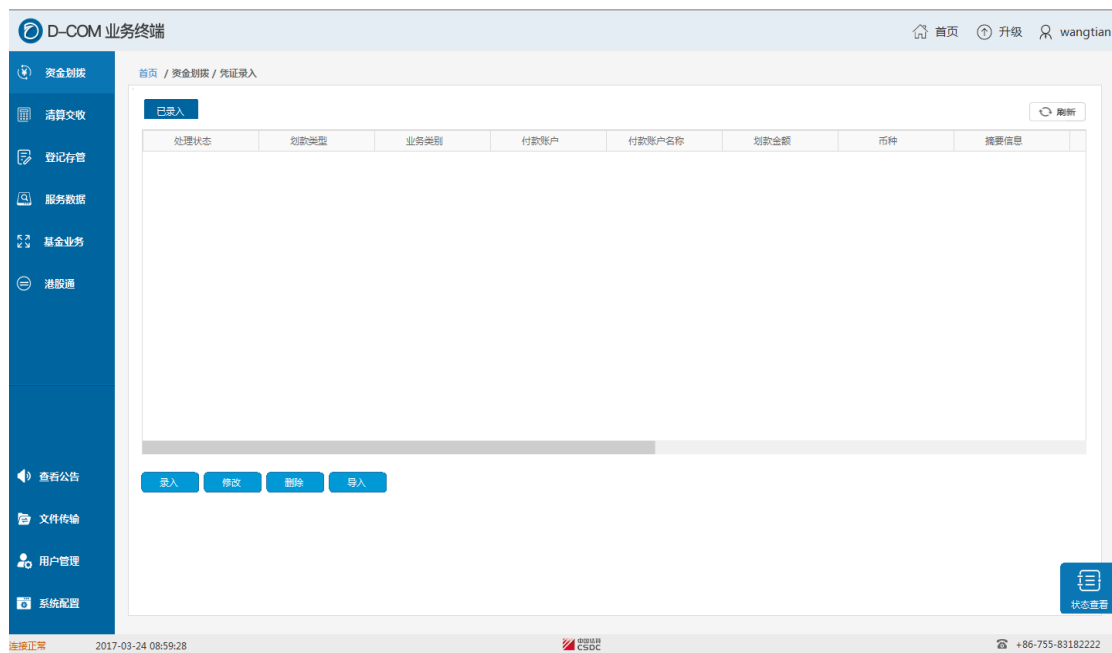 D-COM 业务终端
首页 升级 wangtian
资金划拨
首页 / 资金划拨 / 凭证录入
清算交收
已录入 刷新
处理状态 划款类型 业务类别 付款账户 付款账户名称 划款金额 币种 摘要信息
登记存管
服务数据
基金业务
港股通
查看公告
录入 修改 删除 导入
文件传输
用户管理
系统配置
状态查看
连接正常 2017-03-24 08:59:28 中国结算 CSDC +86-755-83182222